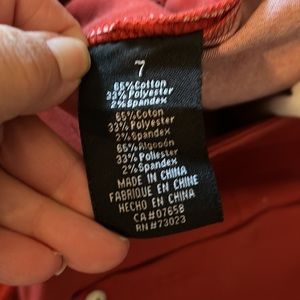 7
65%Cotton
33%Polyester
2%Spandex
65%Coton
33%Polyester
2%Spandex
65%Algodón
33%Poliester
2%Spandex
MADE IN CHINA
FABRIQUE EN CHINE
HECHO EN CHINA
CA#07658
RN#73023